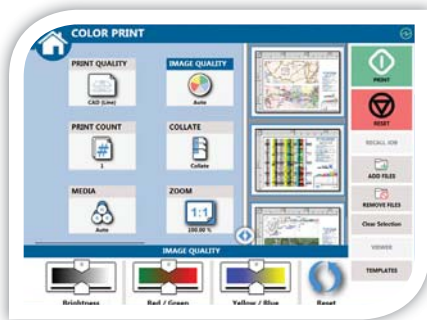 COLOR PRINT
PRINT QUALITY
CAD (Line)
IMAGE QUALITY
Auto
PRINT COUNT
#
1
COLLATE
Collate
MEDIA
Auto
ZOOM
1:1
100.00 %
PRINT
RESET
RECALL JOB
ADD FILES
REMOVE FILES
Clear Selection
VIEWER
TEMPLATES
IMAGE QUALITY
Brightness
Red / Green
Yellow / Blue
Reset